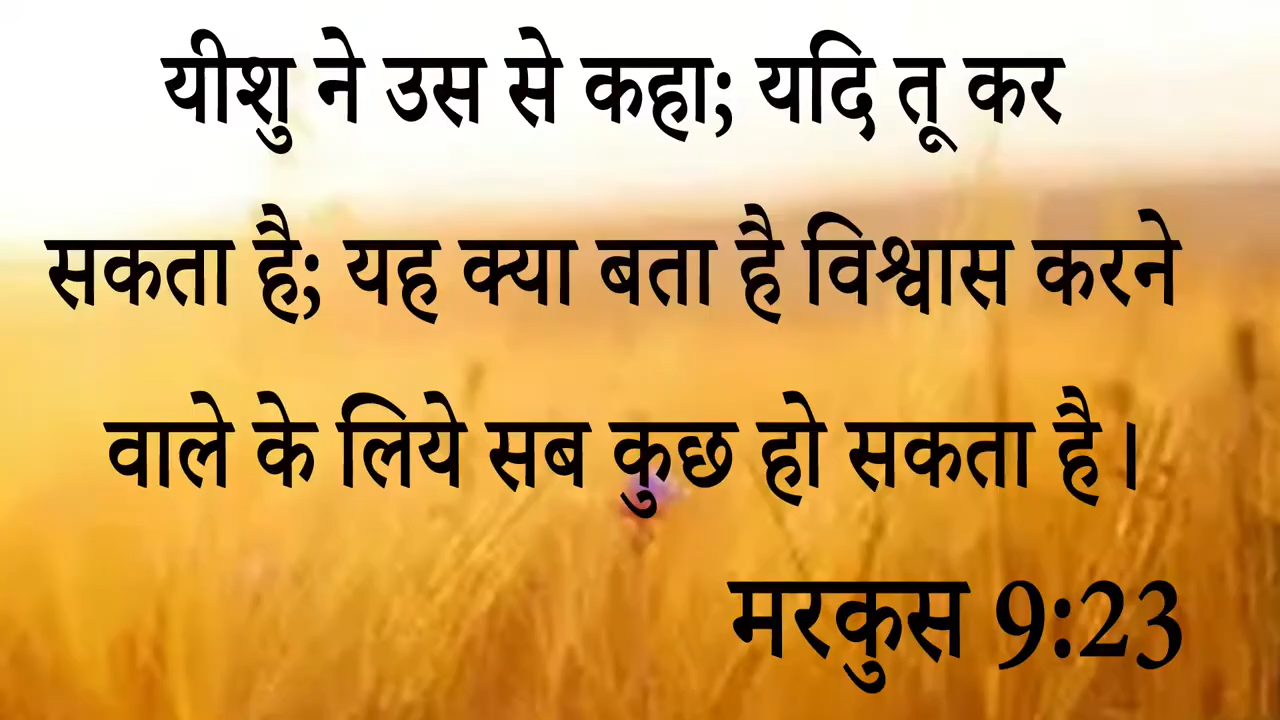 यीशु ने उस से कहा; यदि तू कर
सकता है; यह क्या बता है विश्वास करने
वाले के लिये सब कुछ हो सकता है।
मरकुस 9:23